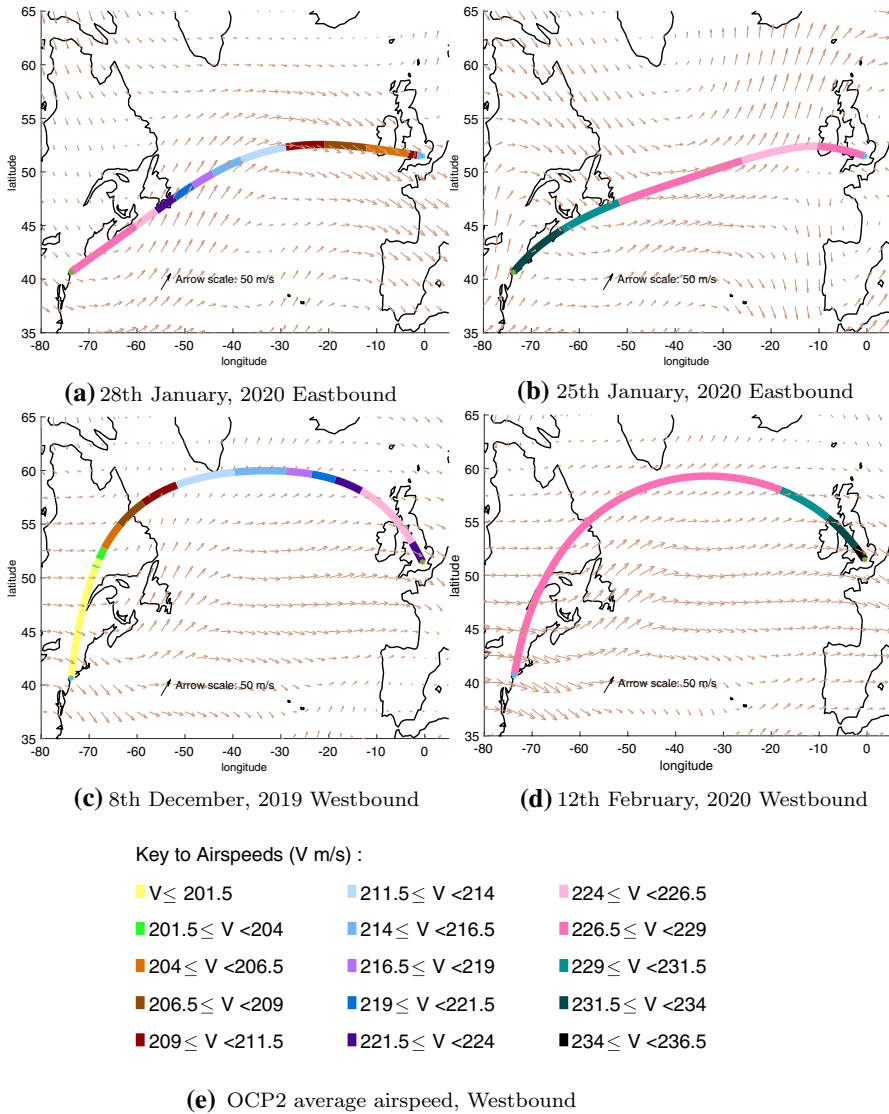 65
60
55
50
45
40
35
latitude
-80 -70 -60 -50 -40 -30 -20 -10 0
longitude
Arrow scale: 50 m/s
(a) 28th January, 2020 Eastbound
65
60
55
50
45
40
35
latitude
-80 -70 -60 -50 -40 -30 -20 -10 0
longitude
Arrow scale: 50 m/s
(b) 25th January, 2020 Eastbound
65
60
55
50
45
40
35
latitude
-80 -70 -60 -50 -40 -30 -20 -10 0
longitude
Arrow scale: 50 m/s
(c) 8th December, 2019 Westbound
65
60
55
50
45
40
35
latitude
-80 -70 -60 -50 -40 -30 -20 -10 0
longitude
Arrow scale: 50 m/s
(d) 12th February, 2020 Westbound
Key to Airspeeds (V m/s) :
V≤ 201.5
201.5≤ V <204
204≤ V <206.5
206.5≤ V <209
209≤ V <211.5
211.5≤ V <214
214≤ V <216.5
216.5≤ V <219
219≤ V <221.5
221.5≤ V <224
224≤ V <226.5
226.5≤ V <229
229≤ V <231.5
231.5≤ V <234
234≤ V <236.5
(e) OCP2 average airspeed, Westbound